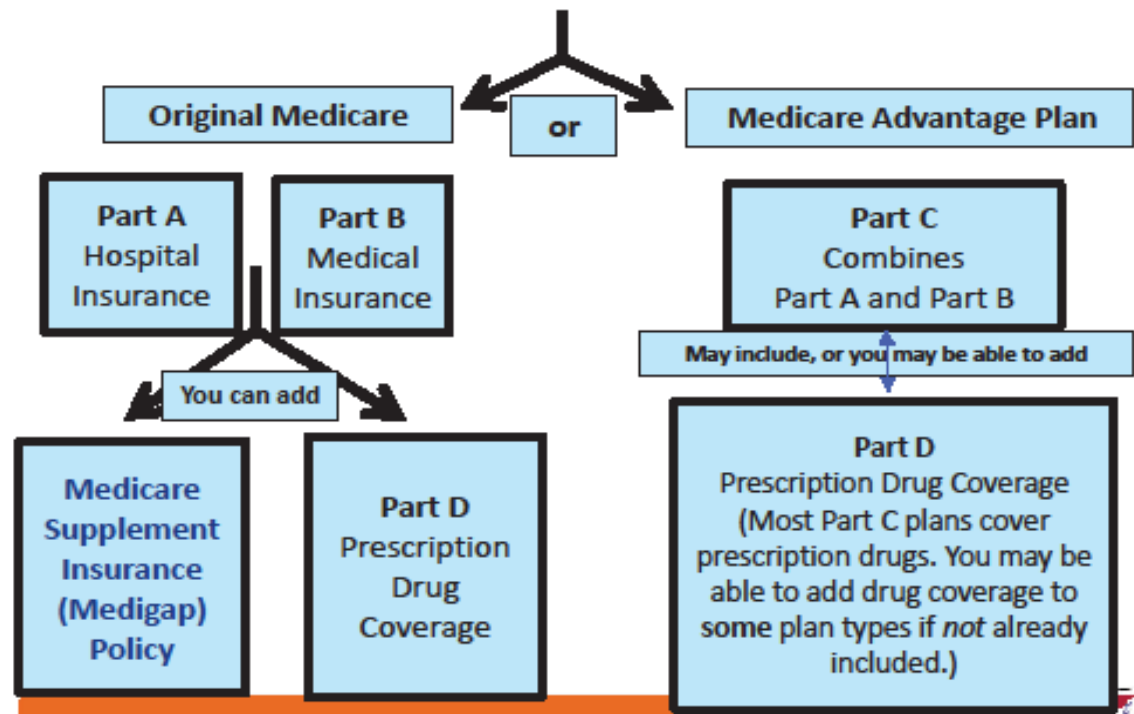 Original Medicare
or
Medicare Advantage Plan
Part A
Hospital
Insurance
Part B
Medical
Insurance
You can add
Medicare
Supplement
Insurance
(Medigap)
Policy
Part D
Prescription
Drug
Coverage
Part C
Combines
Part A and Part B
May include, or you may be able to add
Part D
Prescription Drug Coverage
(Most Part C plans cover
prescription drugs. You may be
able to add drug coverage to
some plan types if not already
included.)